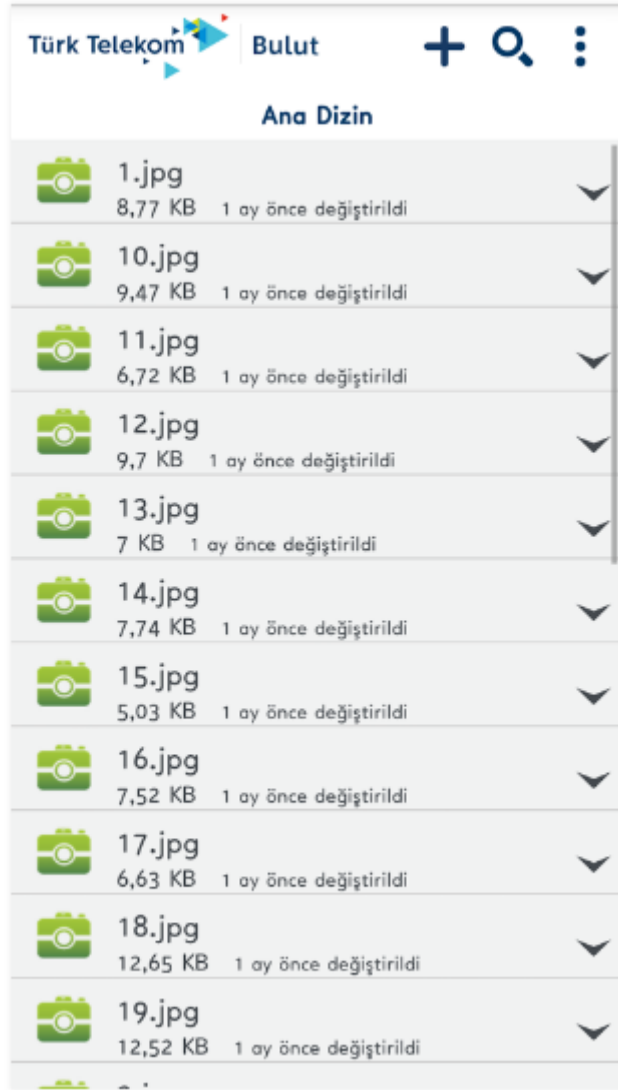 Türk Telekom Bulut
Ana Dizin
1.jpg
8,77 KB 1 ay önce değiştirildi
10.jpg
9,47 KB 1 ay önce değiştirildi
11.jpg
6,72 KB 1 ay önce değiştirildi
12.jpg
9,7 KB 1 ay önce değiştirildi
13.jpg
7 KB 1 ay önce değiştirildi
14.jpg
7,74 KB 1 ay önce değiştirildi
15.jpg
5,03 KB 1 ay önce değiştirildi
16.jpg
7,52 KB 1 ay önce değiştirildi
17.jpg
6,63 KB 1 ay önce değiştirildi
18.jpg
12,65 KB 1 ay önce değiştirildi
19.jpg
12,52 KB 1 ay önce değiştirildi